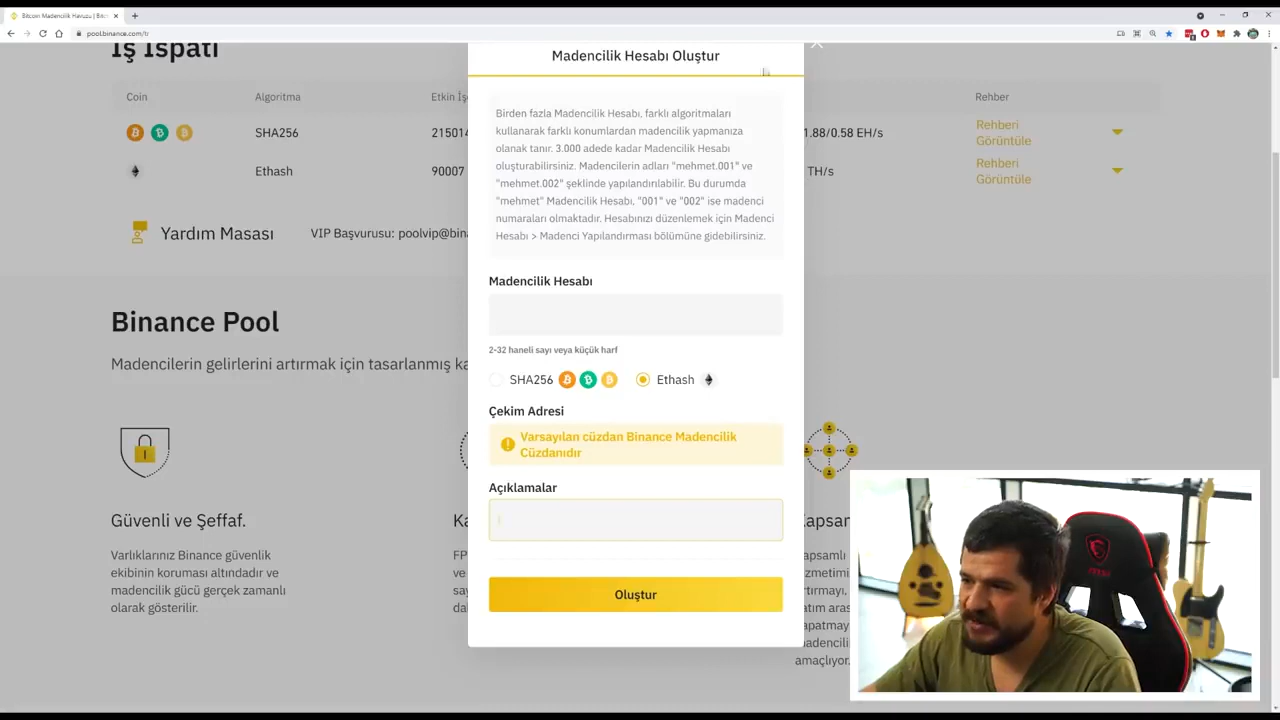 Bitcoin Madencilik Havuzu | Binc
pool.binance.com/tr
İş İspatı
Coin
Algoritma
Rehber
SHA256
215014
1.88/0.58 EH/s
Rehberi
Görüntüle
Ethash
90007
TH/s
Rehberi
Görüntüle
Yardım Masası
VIP Başvurusu: poolvip@bina
Madencilik Hesabı Oluştur
Birden fazla Madencilik Hesabı, farklı algoritmaları
kullanarak farklı konumlardan madencilik yapmanıza
olanak tanır. 3.000 adede kadar Madencilik Hesabı
oluşturabilirsiniz. Madencilerin adları "mehmet.001" ve
"mehmet.002" şeklinde yapılandırılabilir. Bu durumda
"mehmet" Madencilik Hesabı, "001" ve "002" ise madenci
numaraları olmaktadır. Hesabınızı düzenlemek için Madenci
Hesabı > Madenci Yapılandırması bölümüne gidebilirsiniz.
Madencilik Hesabı
2-32 haneli sayı veya küçük harf
SHA256
Ethash
Çekim Adresi
Varsayılan cüzdan Binance Madencilik
Cüzdanıdır
Açıklamalar
Oluştur
Binance Pool
Madencilerin gelirlerini artırmak için tasarlanmış
Güvenli ve Şeffaf.
Varlıklarınız Binance güvenlik
ekibinin koruması altındadır ve
madencilik gücü gerçek zamanlı
olarak gösterilir.
amaçlıyor.
msi